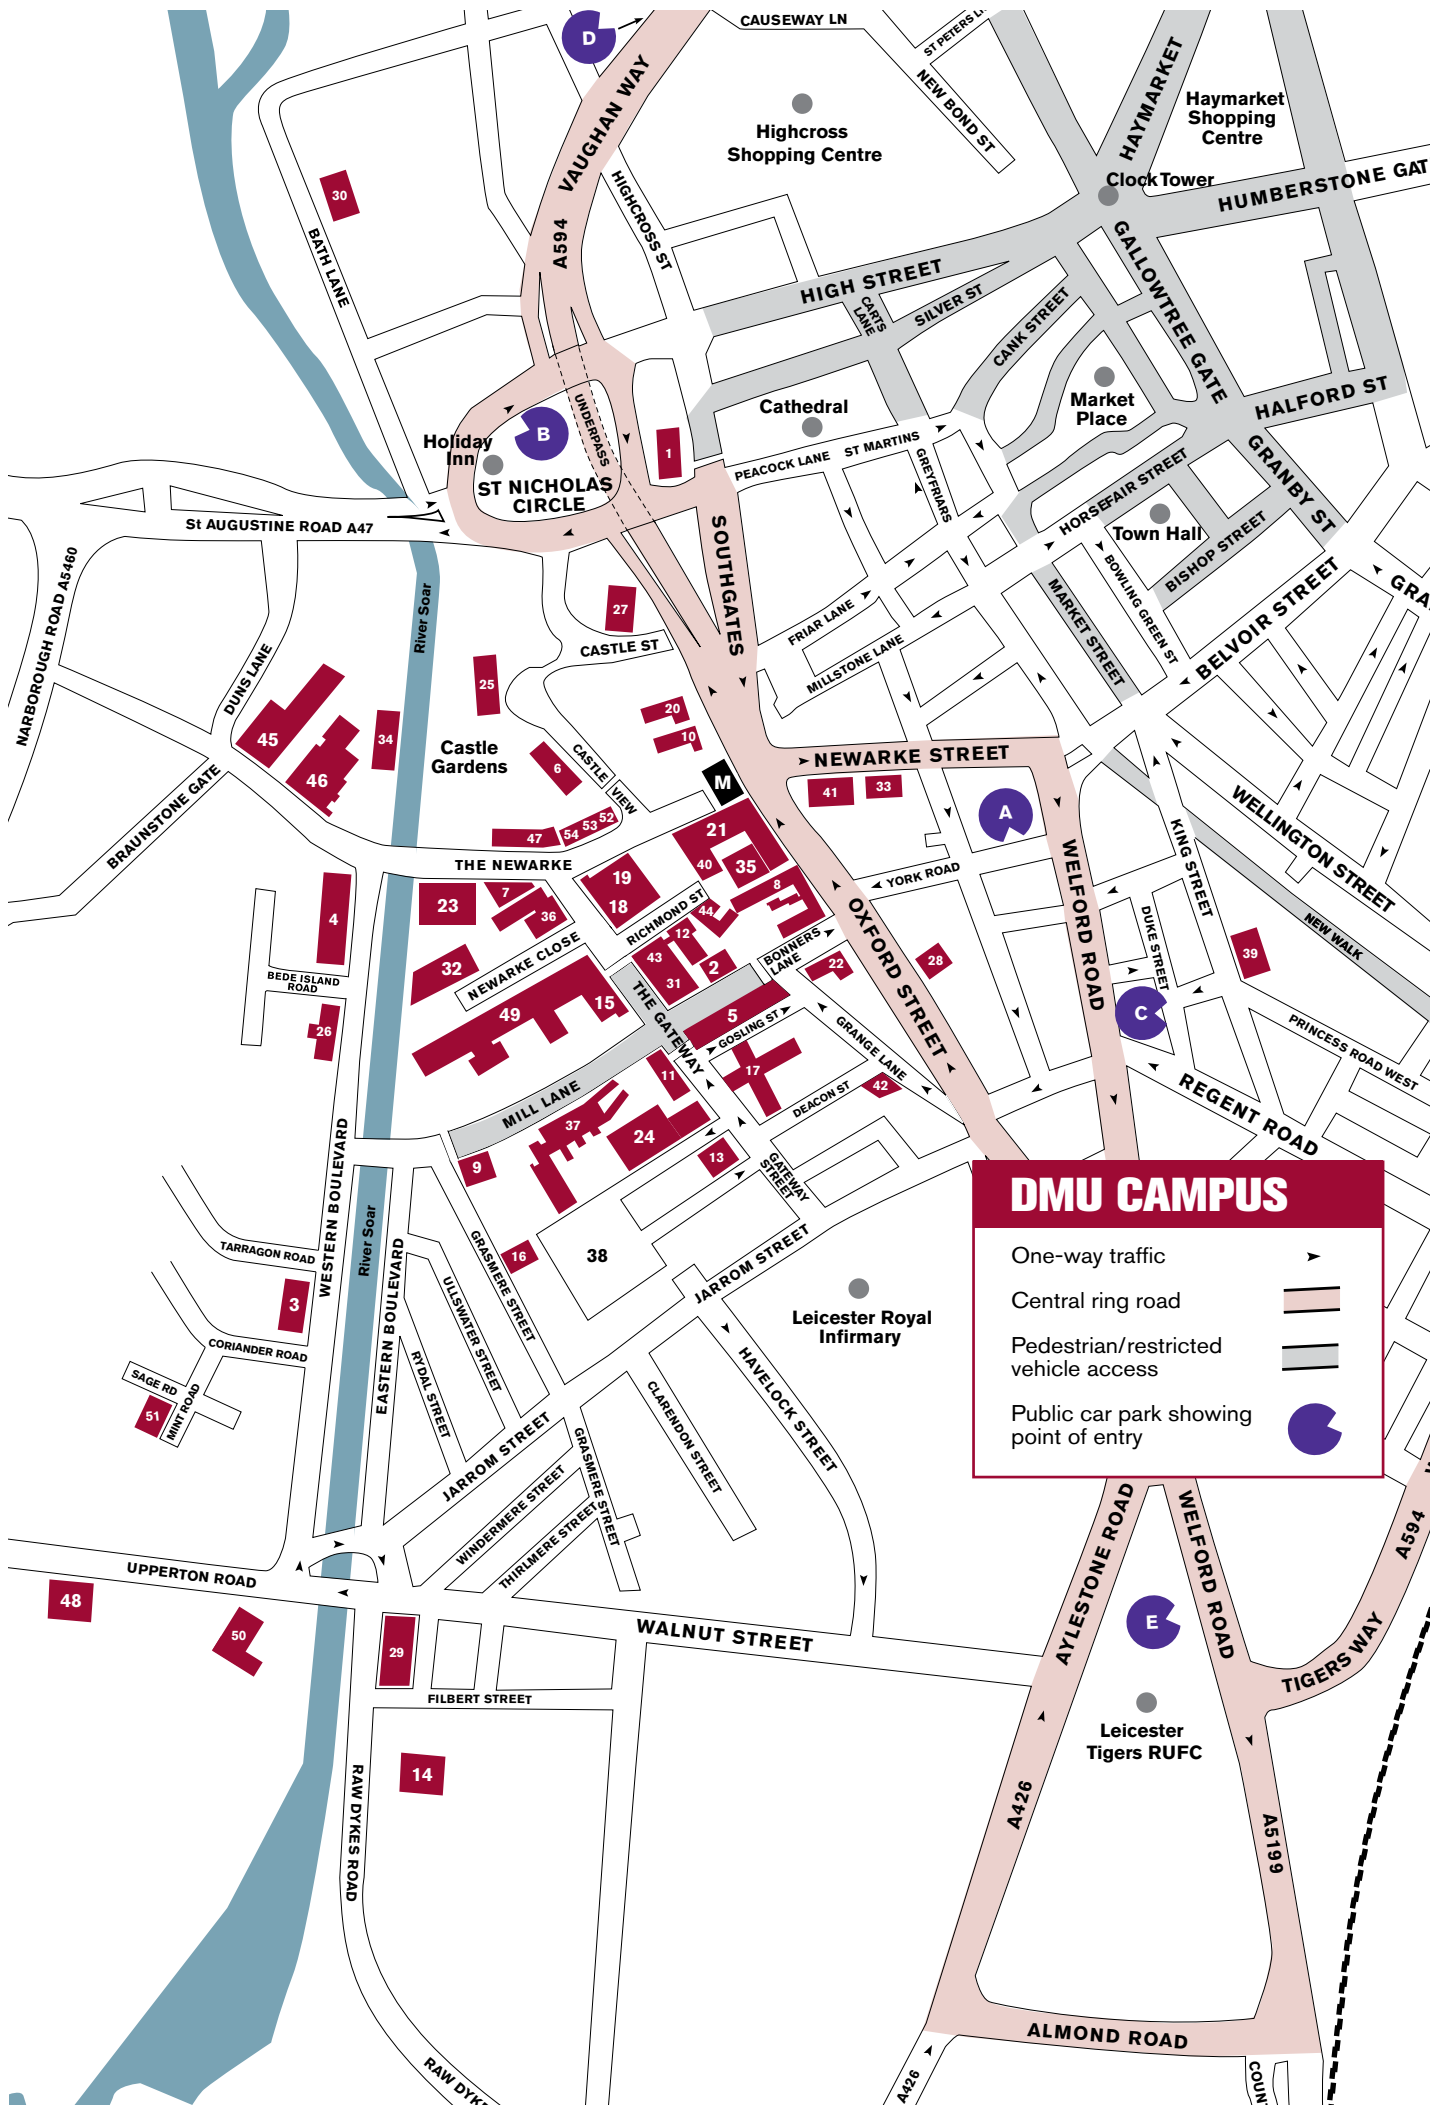 D
CAUSEWAY LN
ST PETERS L
VAUGHAN WAY
NEW BOND ST
HAYMARKET
Haymarket
Shopping
Centre
Highcross
Shopping Centre
Clock Tower
HUMBERSTONE GAT
30
HIGHCROSS ST
BATH LANE
A594
HIGH STREET
CARTS
LANE
SILVER ST
CANK STREET
GALLOWTREE GATE
Market
Place
HALFORD ST
Cathedral
UNDERPASS
B
Holiday
Inn
1
ST NICHOLAS
CIRCLE
PEACOCK LANE
ST MARTINS
GREYFRIARS
HORSEFAIR STREET
GRANBY ST
Town Hall
BISHOP STREET
St AUGUSTINE ROAD A47
SOUTHGATES
NARBOROUGH ROAD A5460
River Soar
27
CASTLE ST
FRIAR LANE
MILLSTONE LANE
MARKET STREET
BOWLING GREEN ST
BELVOIR STREET
GRA
DUNS LANE
25
45
34
46
Castle
Gardens
20
10
6
CASTLE
VIEW
M
NEWARKE STREET
41
33
A
WELLINGTON STREET
BRAUNSTONE GATE
47
54
53
52
21
THE NEWARKE
40
35
19
18
8
YORK ROAD
WELFORD ROAD
KING STREET
DUKE STREET
NEW WALK
4
23
7
36
RICHMOND ST
44
12
OXFORD STREET
32
NEWARKE CLOSE
43
31
2
BONNERS
LANE
22
28
39
BEDE ISLAND
ROAD
26
49
15
THE GATEWAY
5
GOSLING ST
GRANGE LANE
C
PRINCESS ROAD WEST
17
11
DEACON ST
42
REGENT ROAD
MILL LANE
37
24
9
13
GATEWAY
STREET
WESTERN BOULEVARD
DMU CAMPUS
One-way traffic
Central ring road
Pedestrian/restricted
vehicle access
Public car park showing
point of entry
TARRAGON ROAD
River Soar
EASTERN BOULEVARD
GRASMERE STREET
16
38
JARROM STREET
Leicester Royal
Infirmary
3
ULLSWATER STREET
CORIANDER ROAD
RYDAL STREET
SAGE RD
51
MINT ROAD
HAVELOCK STREET
CLARENDON STREET
JARROM STREET
GRASMERE STREET
WINDERMERE STREET
THIRLMERE STREET
UPPERTON ROAD
48
50
29
WALNUT STREET
FILBERT STREET
14
AYLESTONE ROAD
WELFORD ROAD
A594
E
TIGERS WAY
Leicester
Tigers RUFC
A426
A5199
RAW DYKES ROAD
ALMOND ROAD
RAW DYKE
A426
COUN